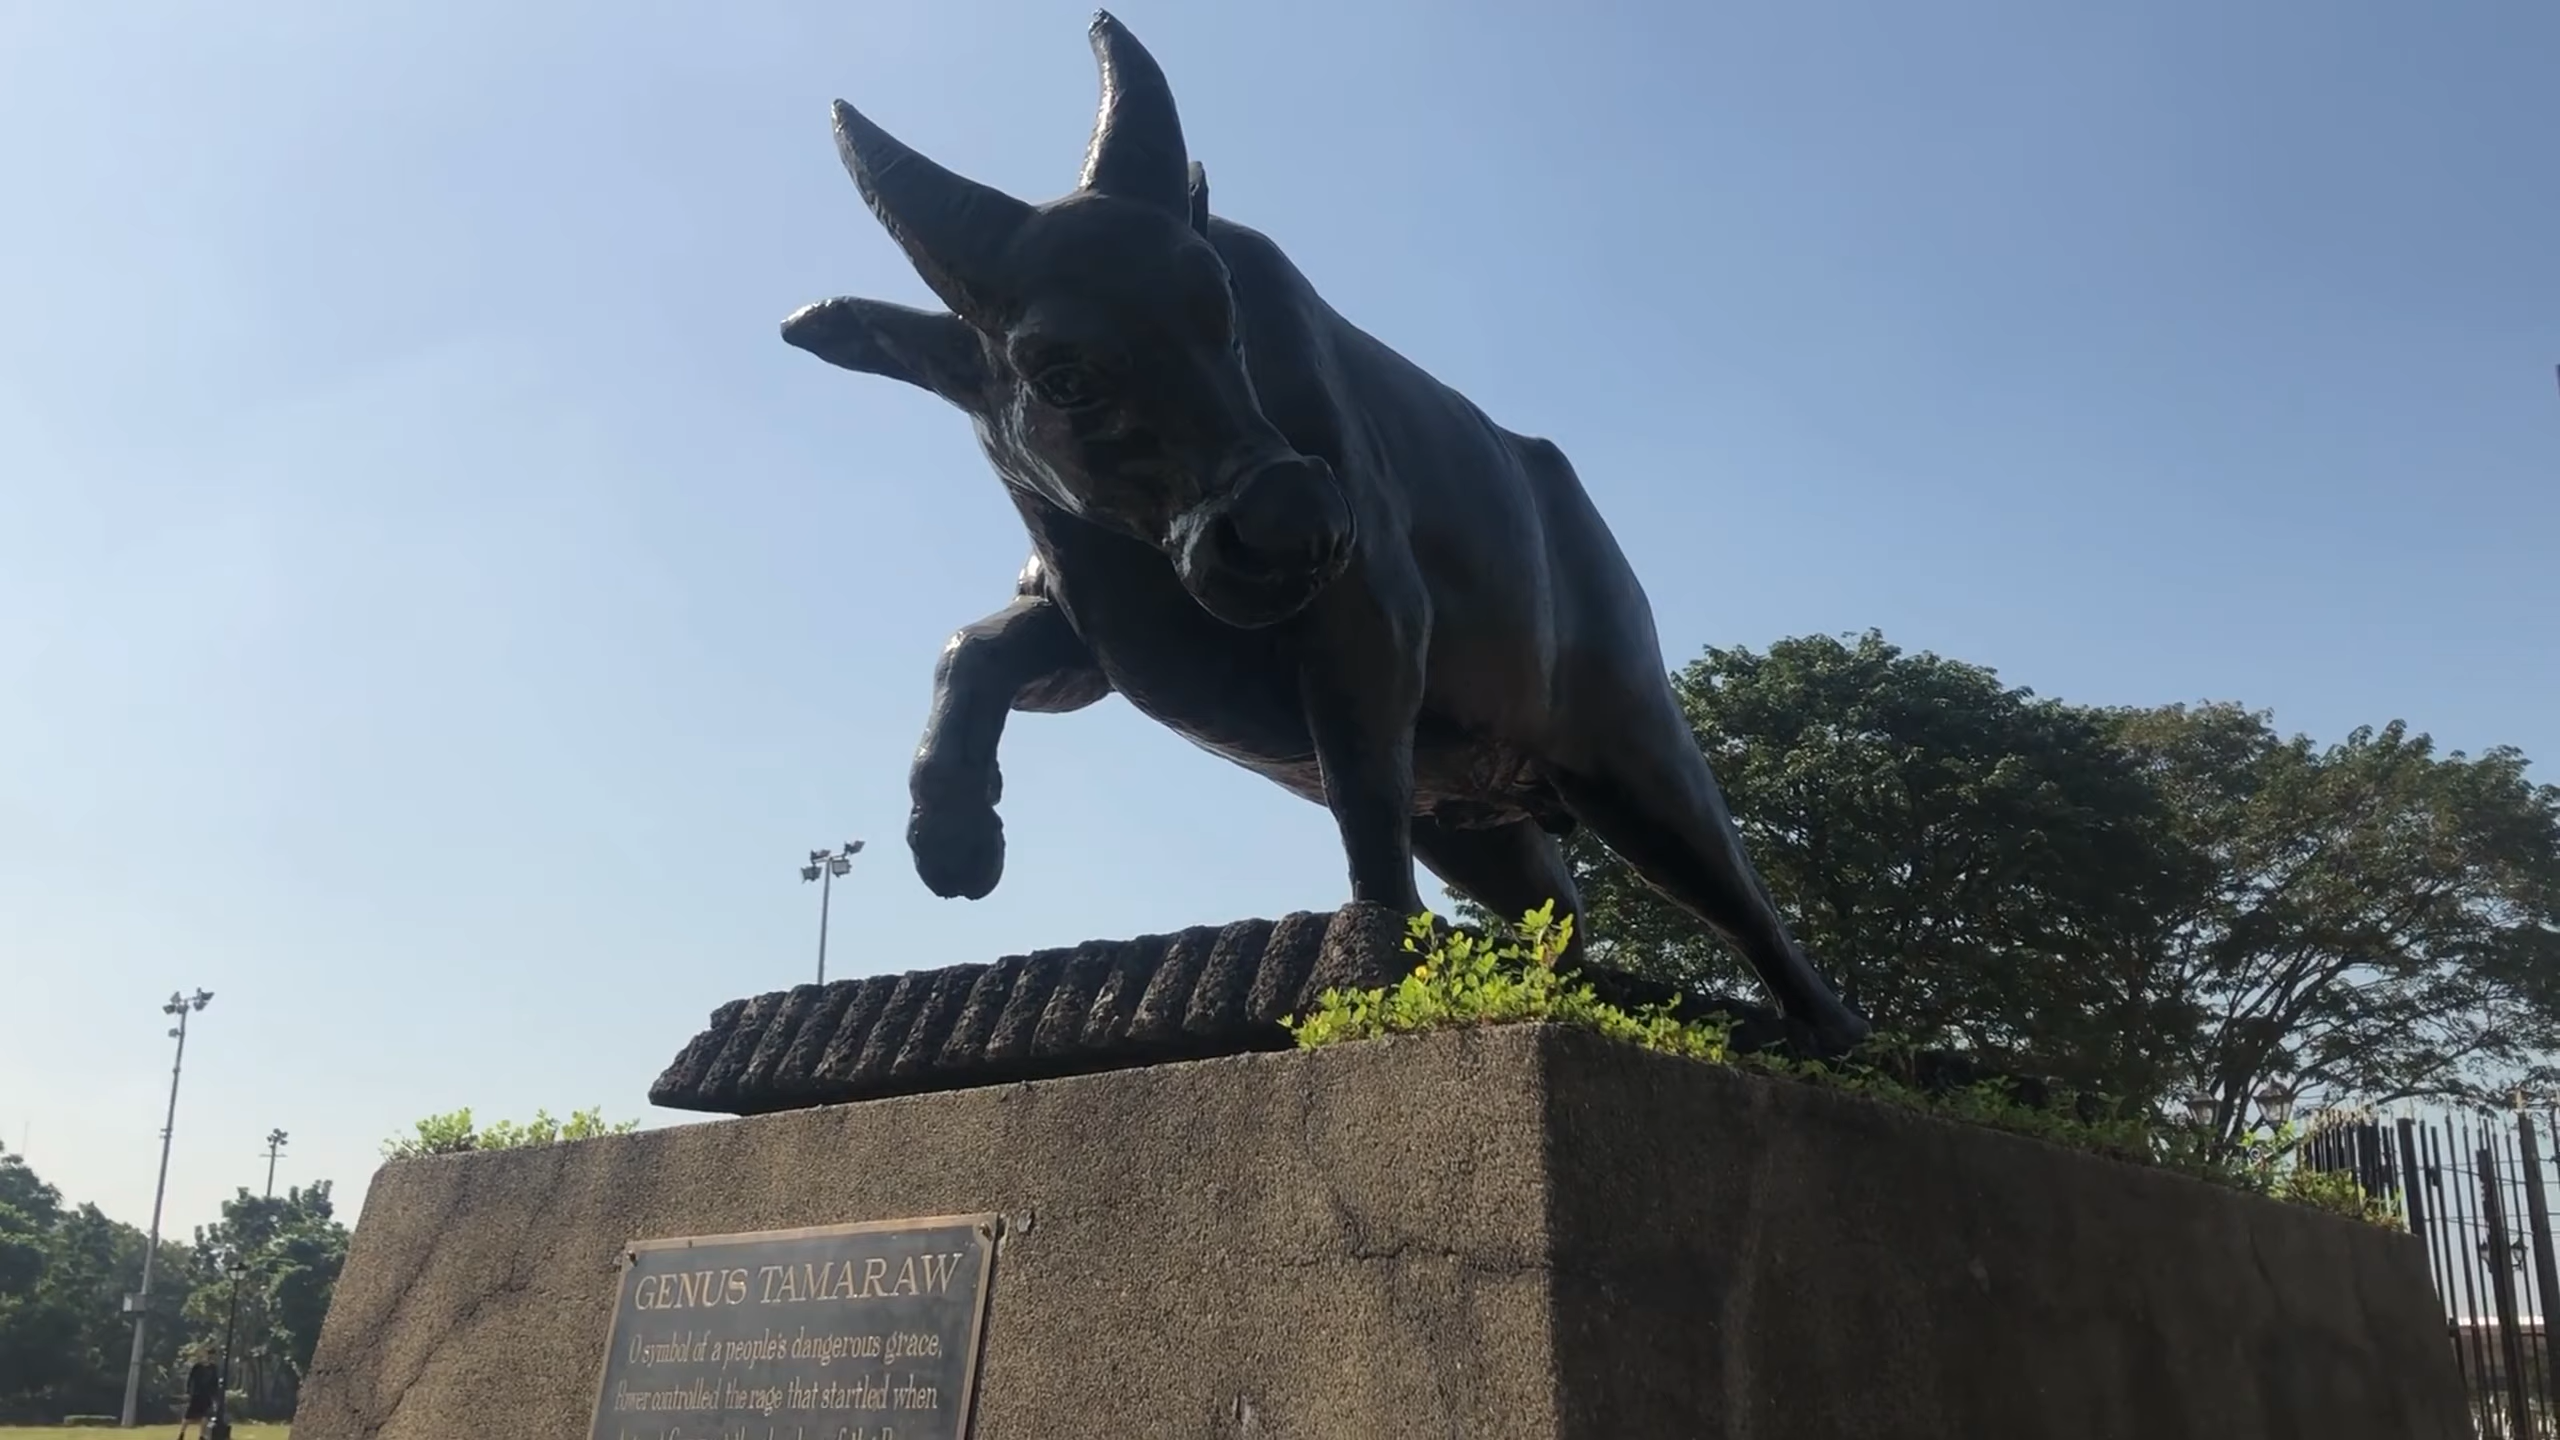 GENUS TAMARAW
O symbol of a people's dangerous grace,
Power controlled the rage that startled when